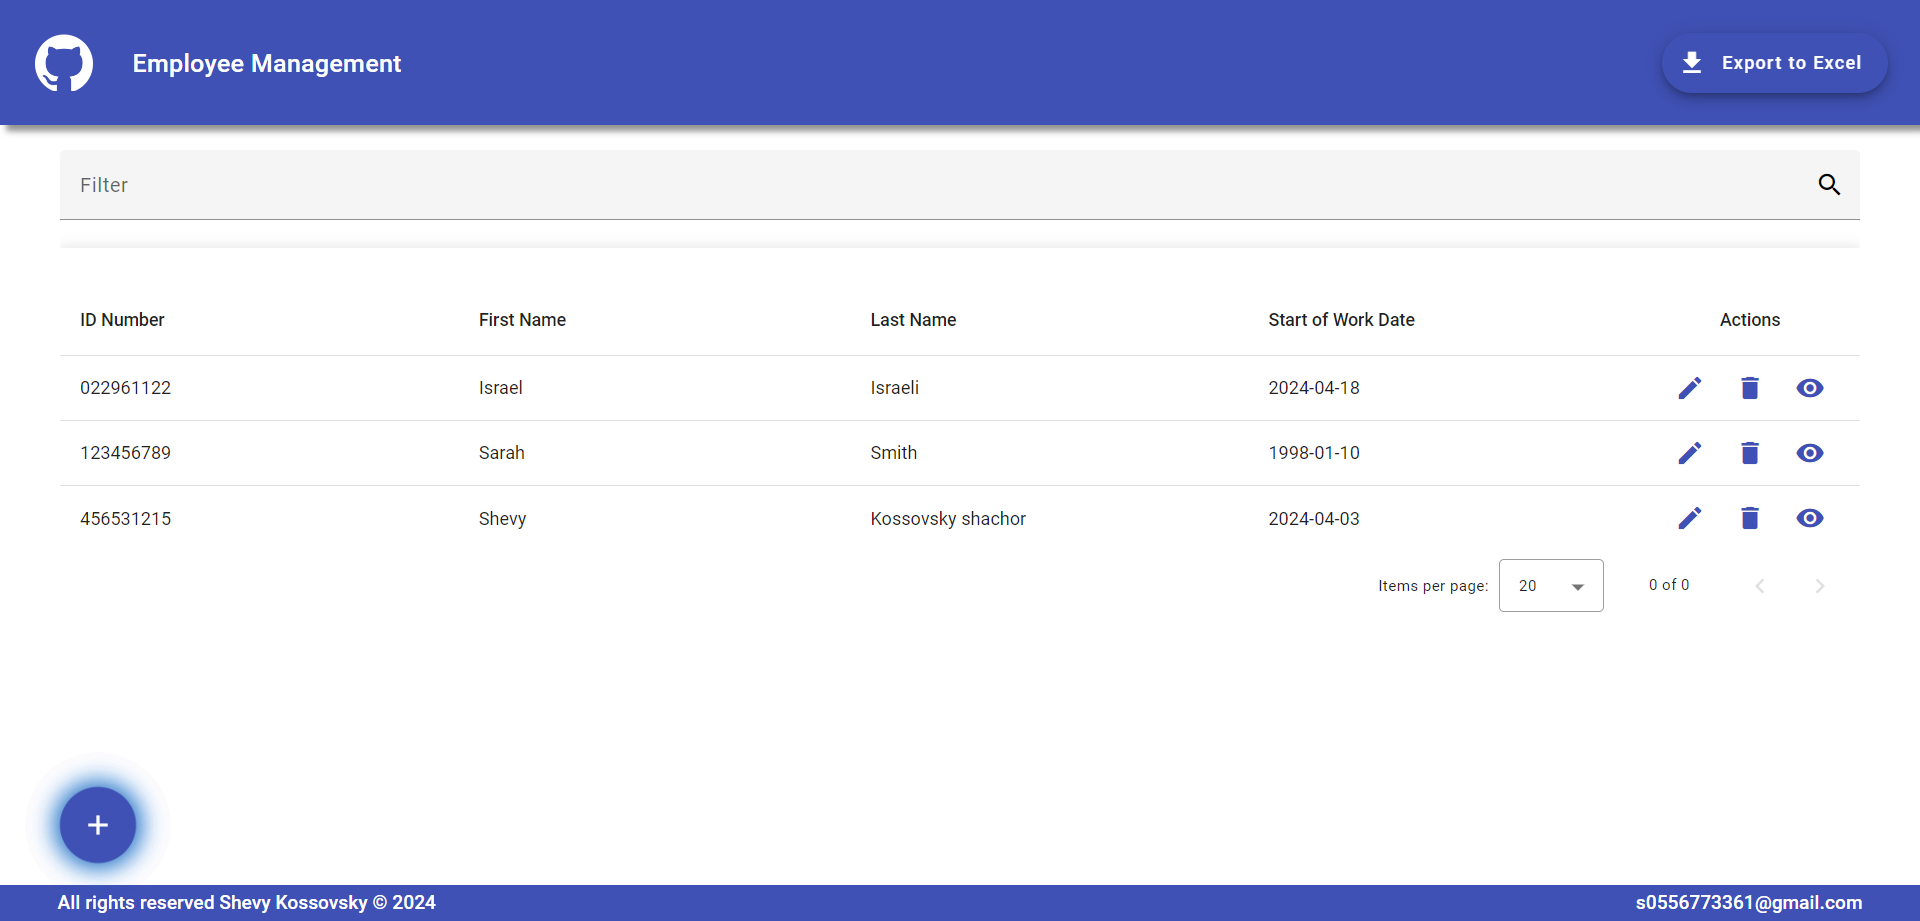 Employee Management
Export to Excel
Filter
ID Number First Name Last Name Start of Work Date Actions
022961122 Israel Israeli 2024-04-18
123456789 Sarah Smith 1998-01-10
456531215 Shevy Kossovsky shachor 2024-04-03
Items per page: 20 0 of 0
All rights reserved Shevy Kossovsky © 2024
s0556773361@gmail.com